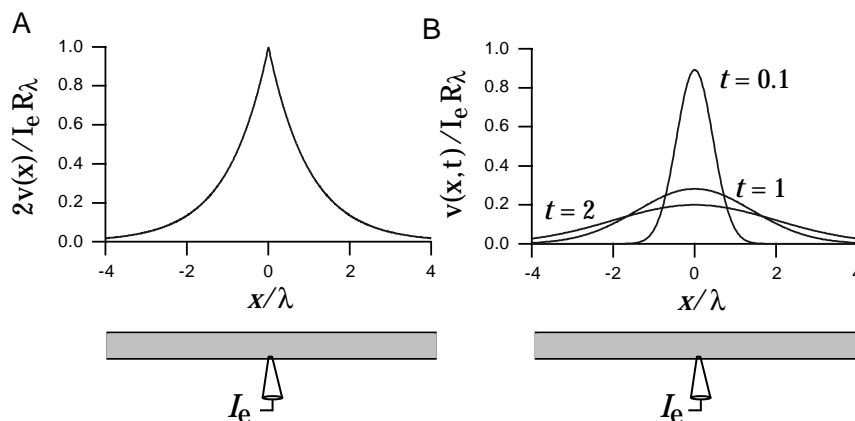 A
2v(x)/IₑRλ
1.0
0.8
0.6
0.4
0.2
0.0
-4 -2 0 2 4
x/λ
Iₑ
B
v(x,t)/IₑRλ
1.0
0.8
0.6
0.4
0.2
0.0
t = 0.1
t = 1
t = 2
-4 -2 0 2 4
x/λ
Iₑ